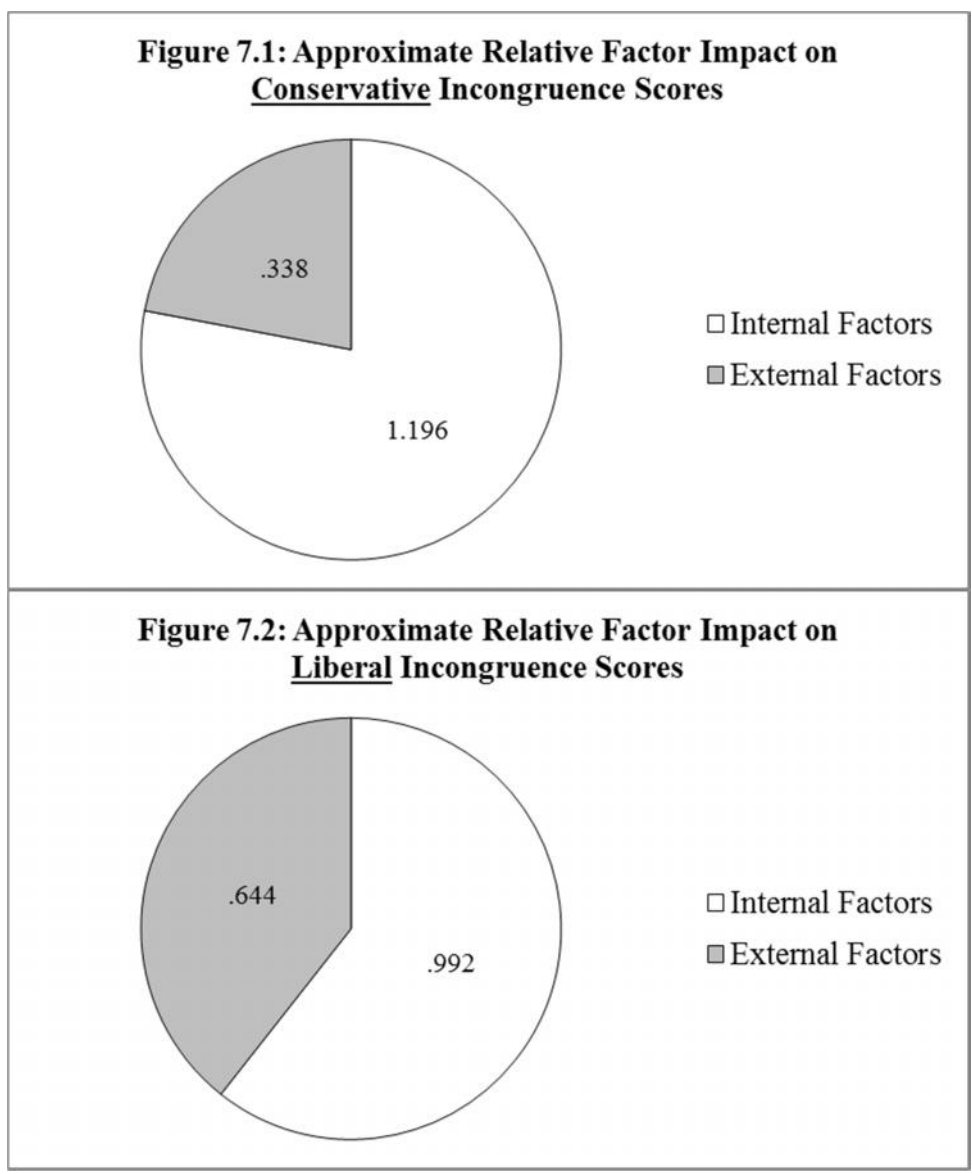 Figure 7.1: Approximate Relative Factor Impact on
Conservative Incongruence Scores
.338
1.196
Internal Factors
External Factors
Figure 7.2: Approximate Relative Factor Impact on
Liberal Incongruence Scores
.644
.992
Internal Factors
External Factors